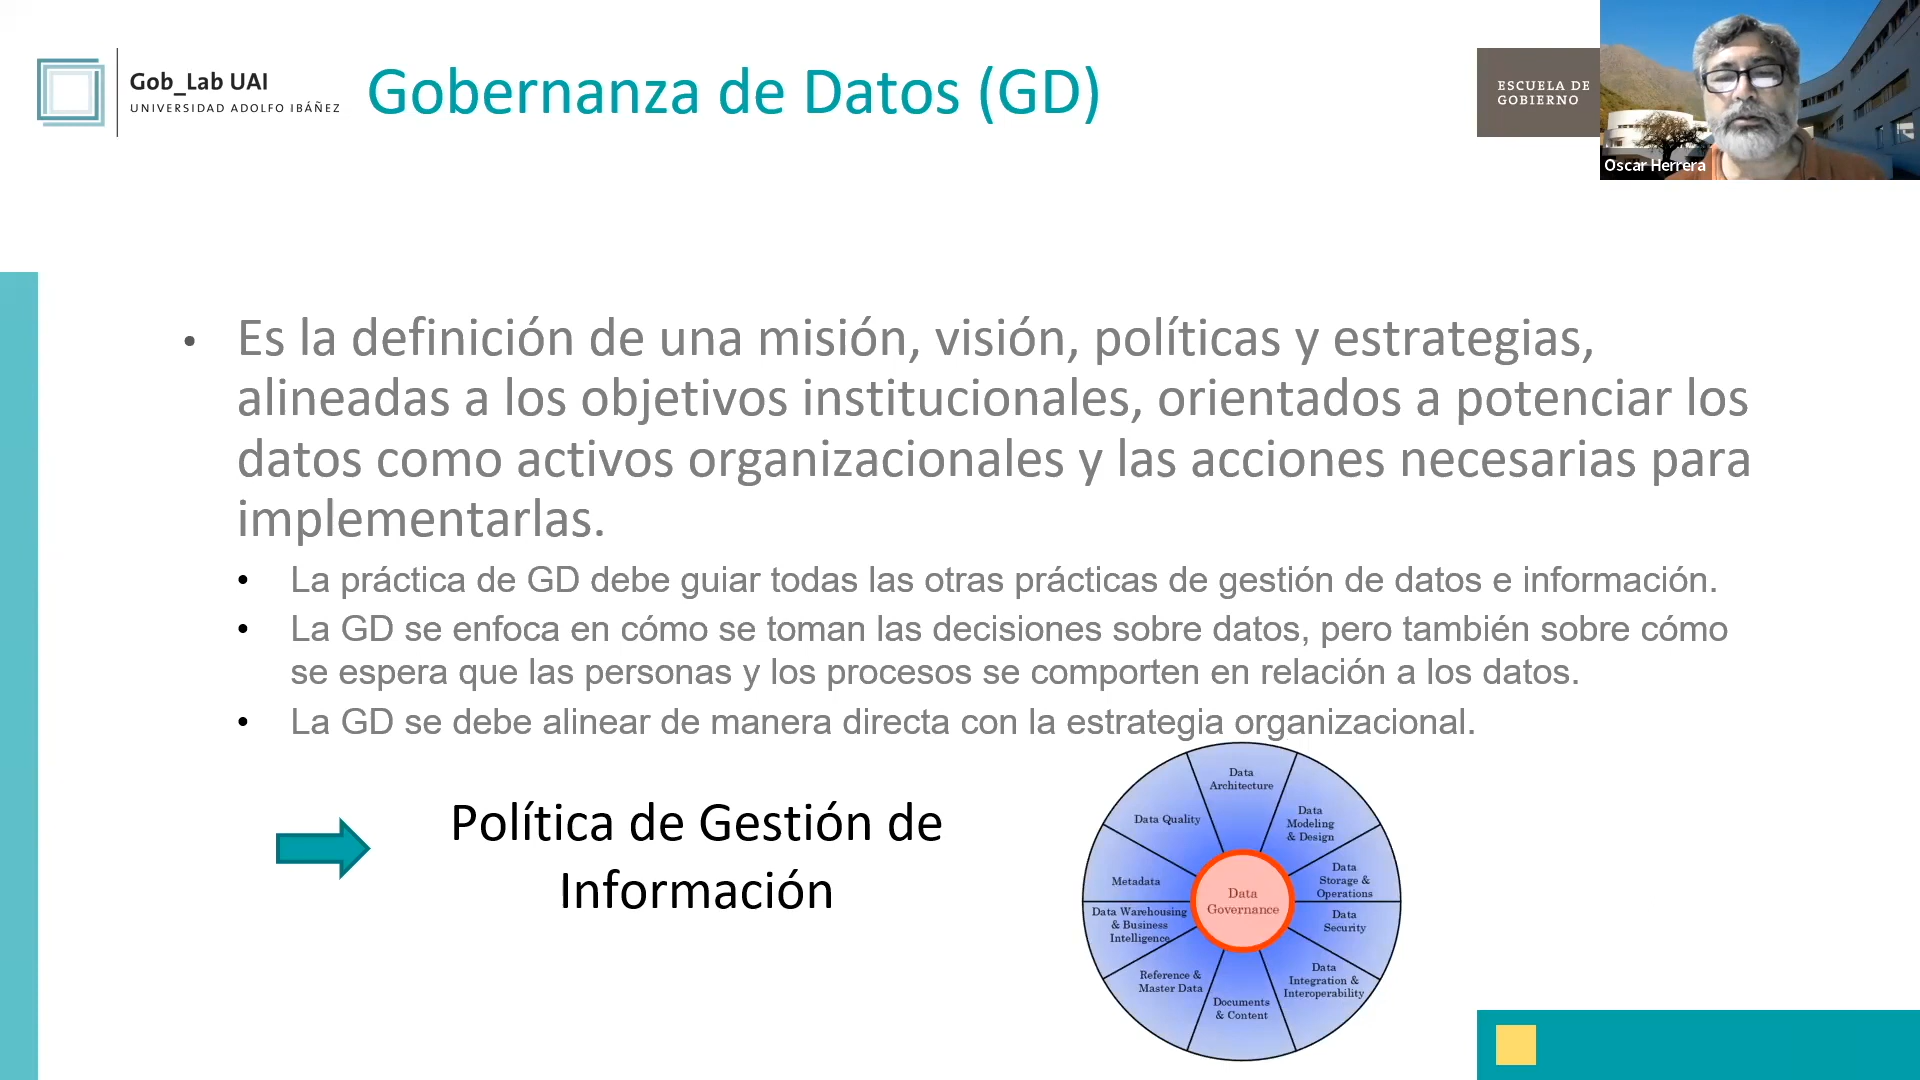 Gob_Lab UAI
UNIVERSIDAD ADOLFO IBÁÑEZ
Gobernanza de Datos (GD)
ESCUELA DE
GOBIERNO
Oscar Herrera
• Es la definición de una misión, visión, políticas y estrategias,
alineadas a los objetivos institucionales, orientados a potenciar los
datos como activos organizacionales y las acciones necesarias para
implementarlas.
• La práctica de GD debe guiar todas las otras prácticas de gestión de datos e información.
• La GD se enfoca en cómo se toman las decisiones sobre datos, pero también sobre cómo
se espera que las personas y los procesos se comporten en relación a los datos.
• La GD se debe alinear de manera directa con la estrategia organizacional.
Política de Gestión de
Información
Data
Architecture
Data
Modeling
& Design
Data
Storage &
Operations
Data
Security
Data
Integration &
Interoperability
Documents
& Content
Reference &
Master Data
Data Warehousing
& Business
Intelligence
Metadata
Data Quality
Data
Governance